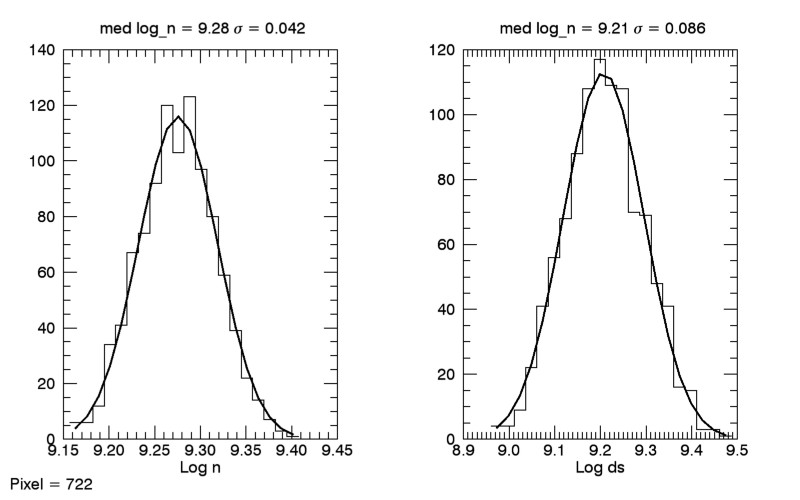 med log_n = 9.28 σ = 0.042
140
120
100
80
60
40
20
0
9.15 9.20 9.25 9.30 9.35 9.40 9.45
Log n
med log_n = 9.21 σ = 0.086
120
100
80
60
40
20
0
8.9 9.0 9.1 9.2 9.3 9.4 9.5
Log ds
Pixel = 722